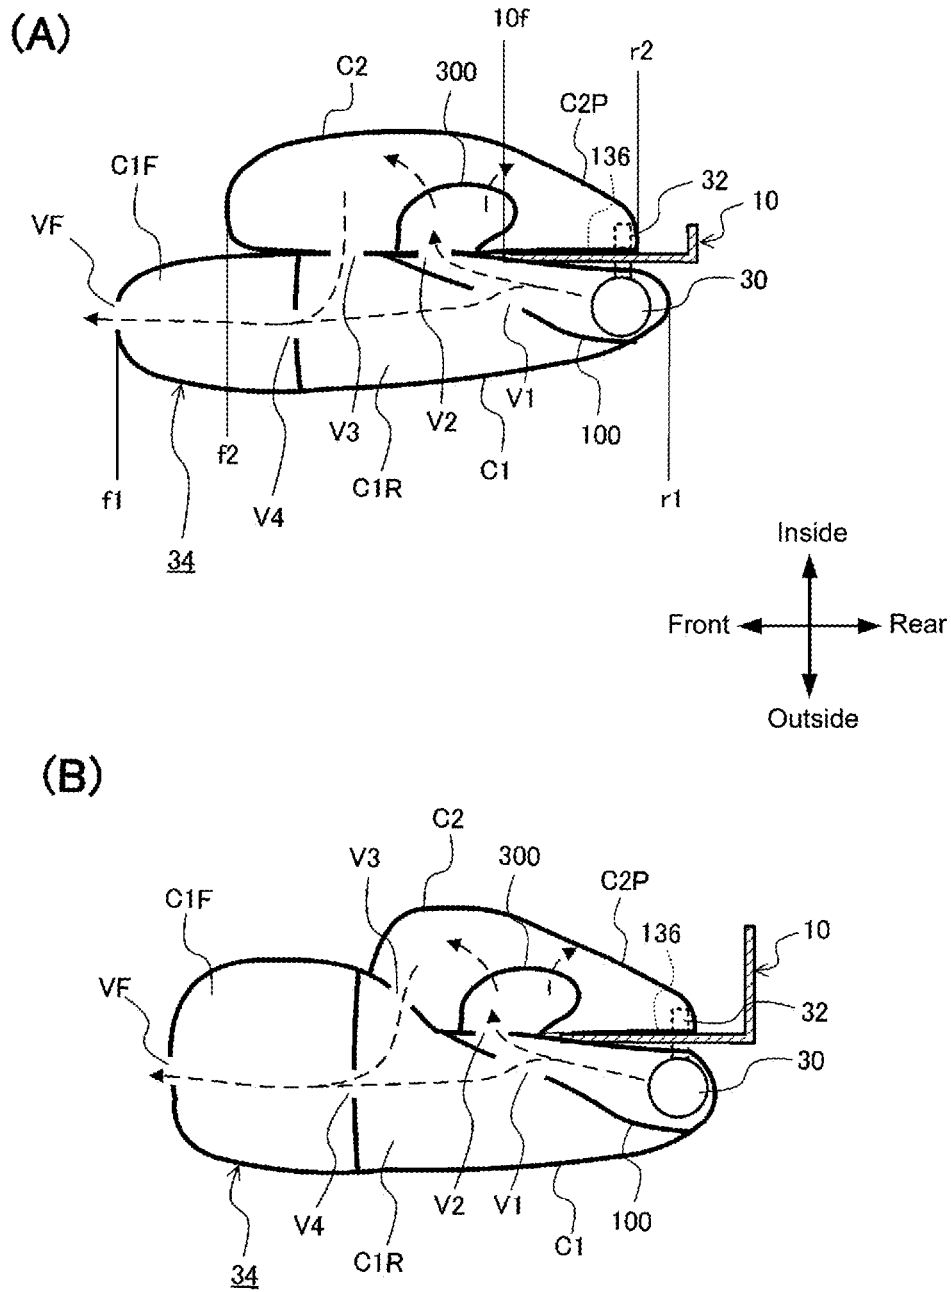 (A)
10f
r2
C2
300
C2P
C1F
136
32
10
VF
30
f2
V3
V2
V1
100
f1
V4
C1R
C1
r1
34
Inside
Front
Rear
Outside
(B)
C2
V3
300
C2P
C1F
136
10
VF
32
30
V4
V2
V1
100
C1R
C1
34